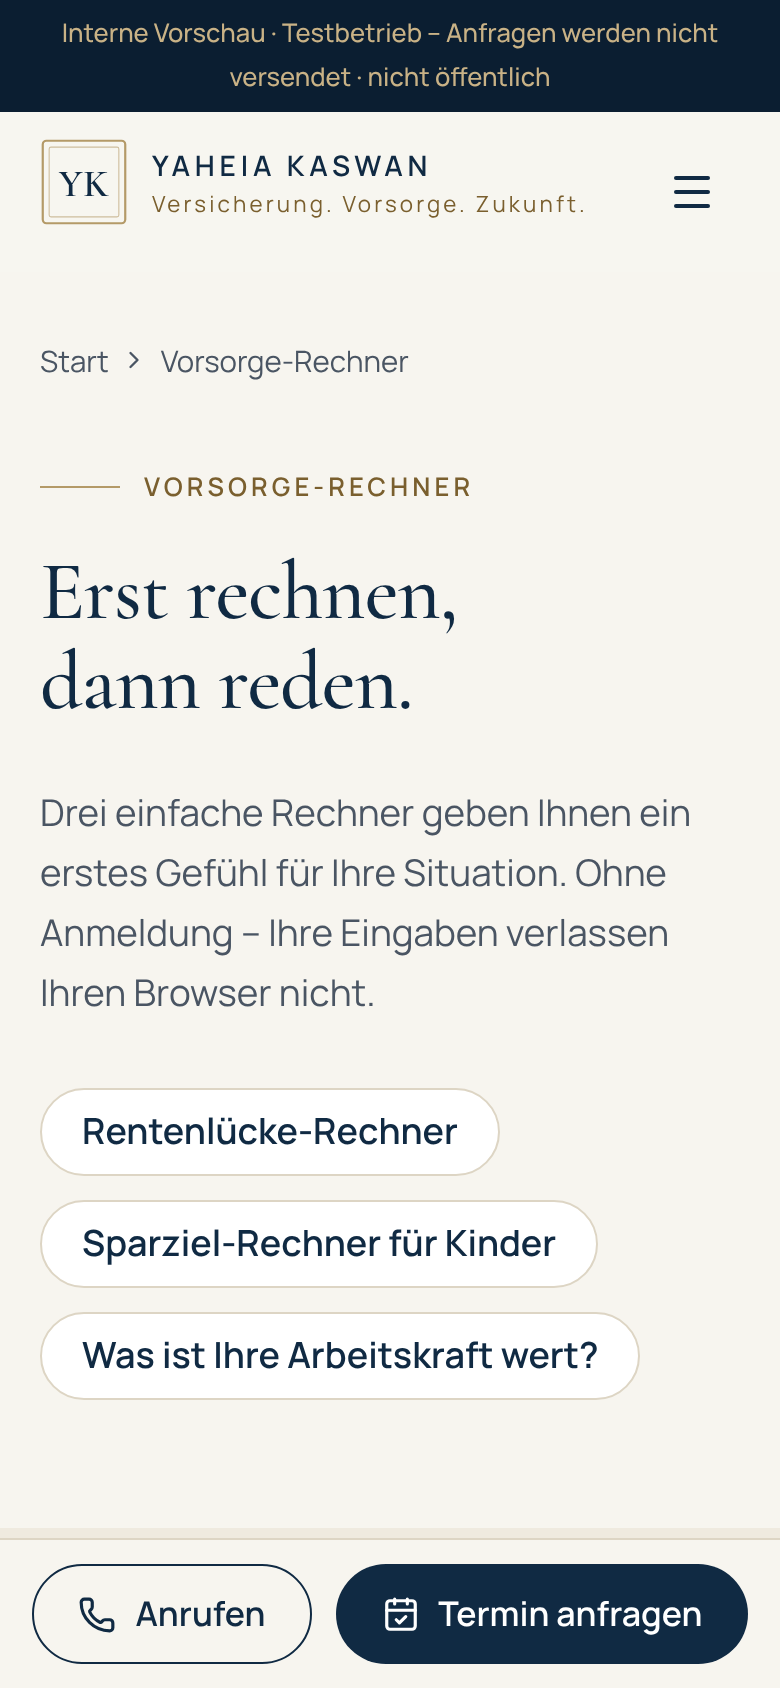 Interne Vorschau · Testbetrieb – Anfragen werden nicht
versendet · nicht öffentlich
YK
YAHEIA KASWAN
Versicherung. Vorsorge. Zukunft.
Start > Vorsorge-Rechner
VORSORGE-RECHNER
Erst rechnen,
dann reden.
Drei einfache Rechner geben Ihnen ein
erstes Gefühl für Ihre Situation. Ohne
Anmeldung – Ihre Eingaben verlassen
Ihren Browser nicht.
Rentenlücke-Rechner
Sparziel-Rechner für Kinder
Was ist Ihre Arbeitskraft wert?
Anrufen
Termin anfragen